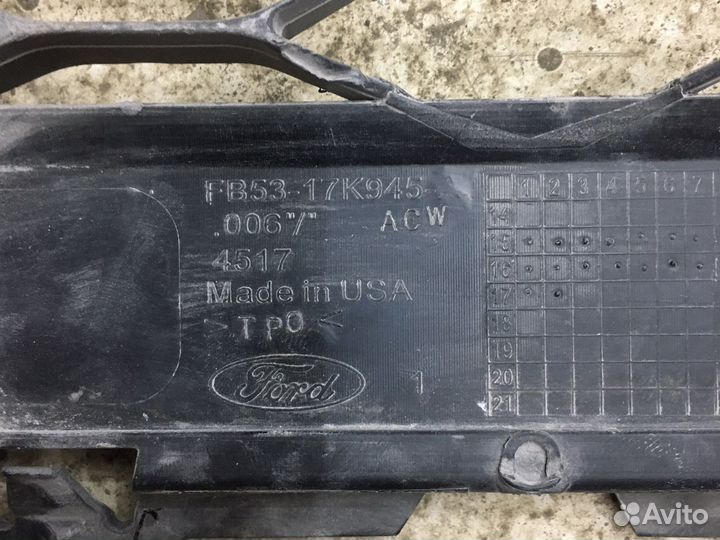 FB53-17K945-
.006"/" ACW
4517
Made in USA
>TPO<
Ford
1
1 2 3 4 5 6 7
14
15
16
17
18
19
20
21
Avito